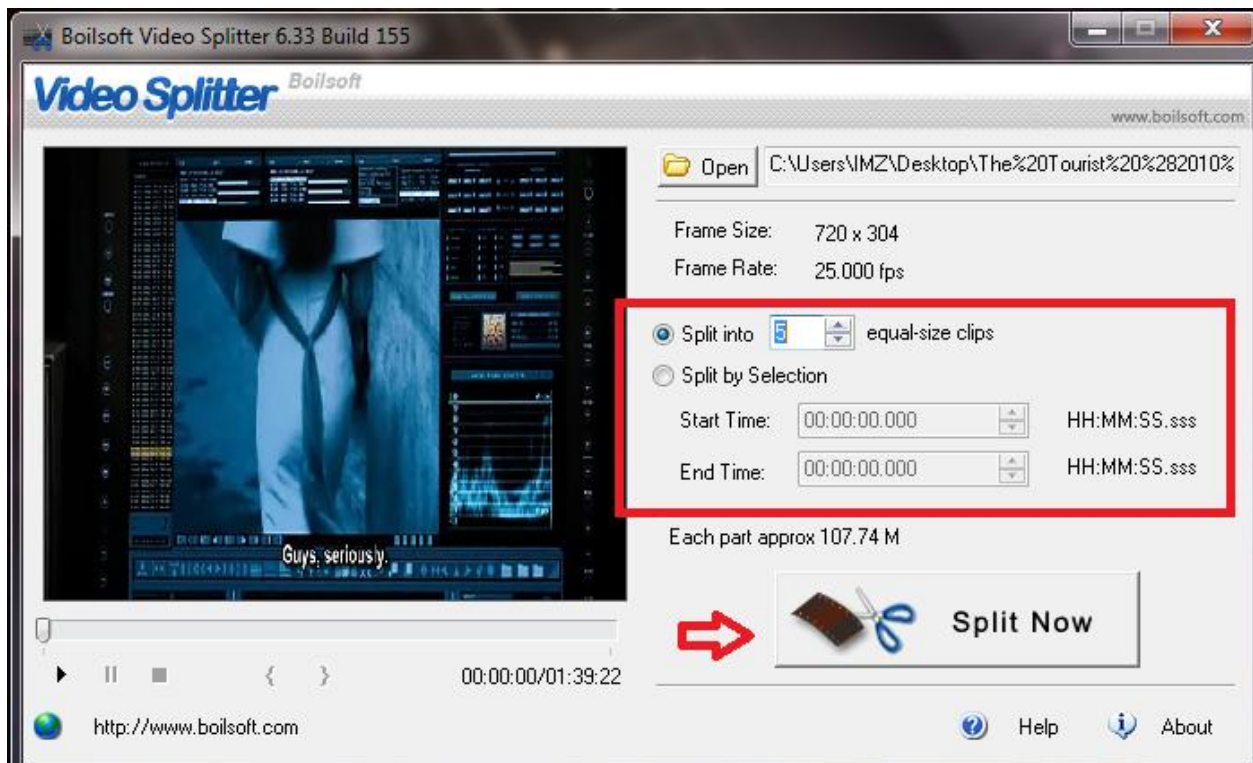 Boilsoft Video Splitter 6.33 Build 155
Video Splitter Boilsoft
www.boilsoft.com
Open C:\Users\IMZ\Desktop\The%20Tourist%20%282010%
Frame Size: 720 x 304
Frame Rate: 25.000 fps
Split into 5 equal-size clips
Split by Selection
Start Time: 00:00:00.000 HH:MM:SS.sss
End Time: 00:00:00.000 HH:MM:SS.sss
Each part approx 107.74 M
Guys, seriously.
Split Now
00:00:00/01:39:22
http://www.boilsoft.com
Help About